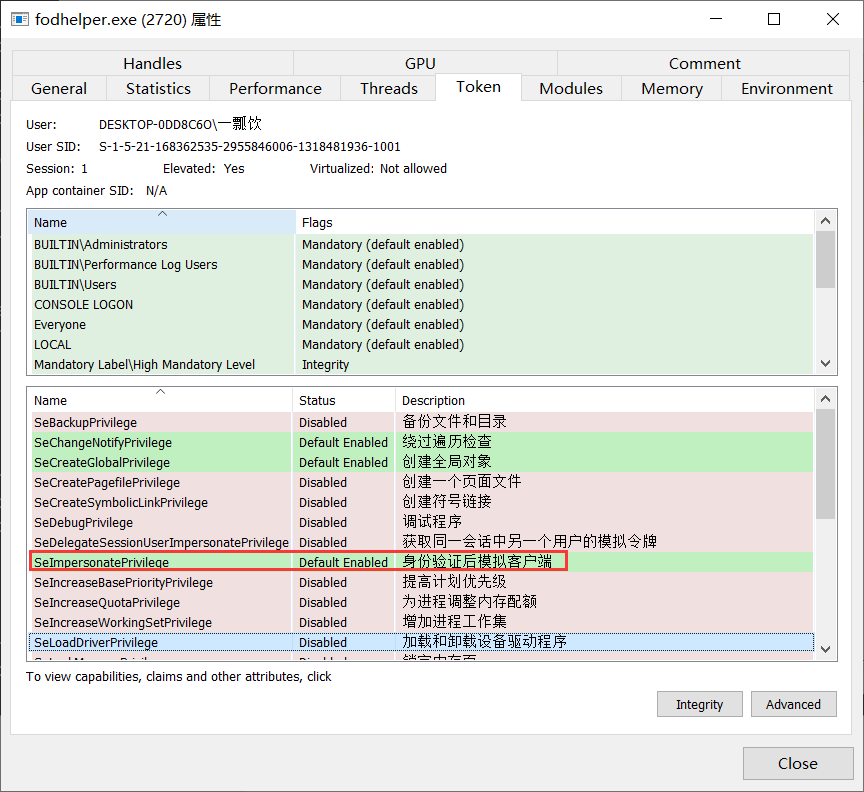 fodhelper.exe (2720) 属性
Handles GPU Comment
General Statistics Performance Threads Token Modules Memory Environment
User: DESKTOP-0DD8C6O\一瓢饮
User SID: S-1-5-21-168362535-2955846006-1318481936-1001
Session: 1 Elevated: Yes Virtualized: Not allowed
App container SID: N/A
Name Flags
BUILTIN\Administrators Mandatory (default enabled)
BUILTIN\Performance Log Users Mandatory (default enabled)
BUILTIN\Users Mandatory (default enabled)
CONSOLE LOGON Mandatory (default enabled)
Everyone Mandatory (default enabled)
LOCAL Mandatory (default enabled)
Mandatory Label\High Mandatory Level Integrity
Name Status Description
SeBackupPrivilege Disabled 备份文件和目录
SeChangeNotifyPrivilege Default Enabled 绕过遍历检查
SeCreateGlobalPrivilege Default Enabled 创建全局对象
SeCreatePagefilePrivilege Disabled 创建一个页面文件
SeCreateSymbolicLinkPrivilege Disabled 创建符号链接
SeDebugPrivilege Disabled 调试程序
SeDelegateSessionUserImpersonatePrivilege Disabled 获取同一会话中另一个用户的模拟令牌
SeImpersonatePrivilege Default Enabled 身份验证后模拟客户端
SeIncreaseBasePriorityPrivilege Disabled 提高计划优先级
SeIncreaseQuotaPrivilege Disabled 为进程调整内存配额
SeIncreaseWorkingSetPrivilege Disabled 增加进程工作集
SeLoadDriverPrivilege Disabled 加载和卸载设备驱动程序
To view capabilities, claims and other attributes, click
Integrity Advanced
Close